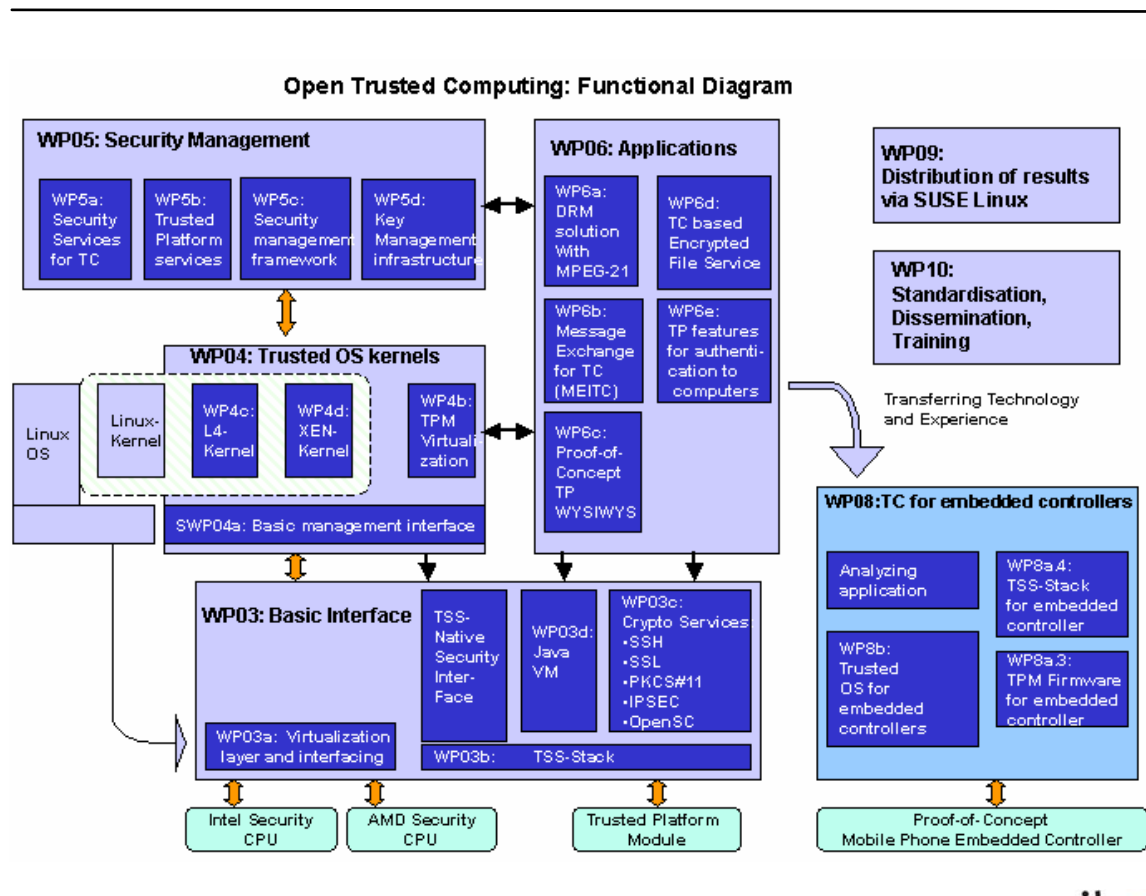 Open Trusted Computing: Functional Diagram
WP05: Security Management
WP5a:
Security
Services
for TC
WP5b:
Trusted
Platform
services
WP5c:
Security
management
framework
WP5d:
Key
Management
infrastructure
WP06: Applications
WP6a:
DRM
solution
With
MPEG-21
WP6d:
TC based
Encrypted
File Service
WP6b:
Message
Exchange
for TC
(MEITC)
WP6e:
TP features
for authenti-
cation to
computers
WP6c:
Proof-of-
Concept
TP
WYSIWYS
WP09:
Distribution of results
via SUSE Linux
WP10:
Standardisation,
Dissemination,
Training
Transferring Technology
and Experience
WP04: Trusted OS kernels
Linux
OS
Linux-
Kernel
WP4c:
L4-
Kernel
WP4d:
XEN-
Kernel
WP4b:
TPM
Virtuali-
zation
SWP04a: Basic management interface
WP03: Basic Interface
TSS-
Native
Security
Inter-
Face
WP03d:
Java
VM
WP03c:
Crypto Services:
•SSH
•SSL
•PKCS#11
•IPSEC
•OpenSC
WP03a: Virtualization
layer and interfacing
WP03b: TSS-Stack
WP08:TC for embedded controllers
Analyzing
application
WP8a.4:
TSS-Stack
for embedded
controller
WP8b:
Trusted
OS for
embedded
controllers
WP8a.3:
TPM Firmware
for embedded
controller
Intel Security
CPU
AMD Security
CPU
Trusted Platform
Module
Proof-of-Concept
Mobile Phone Embedded Controller